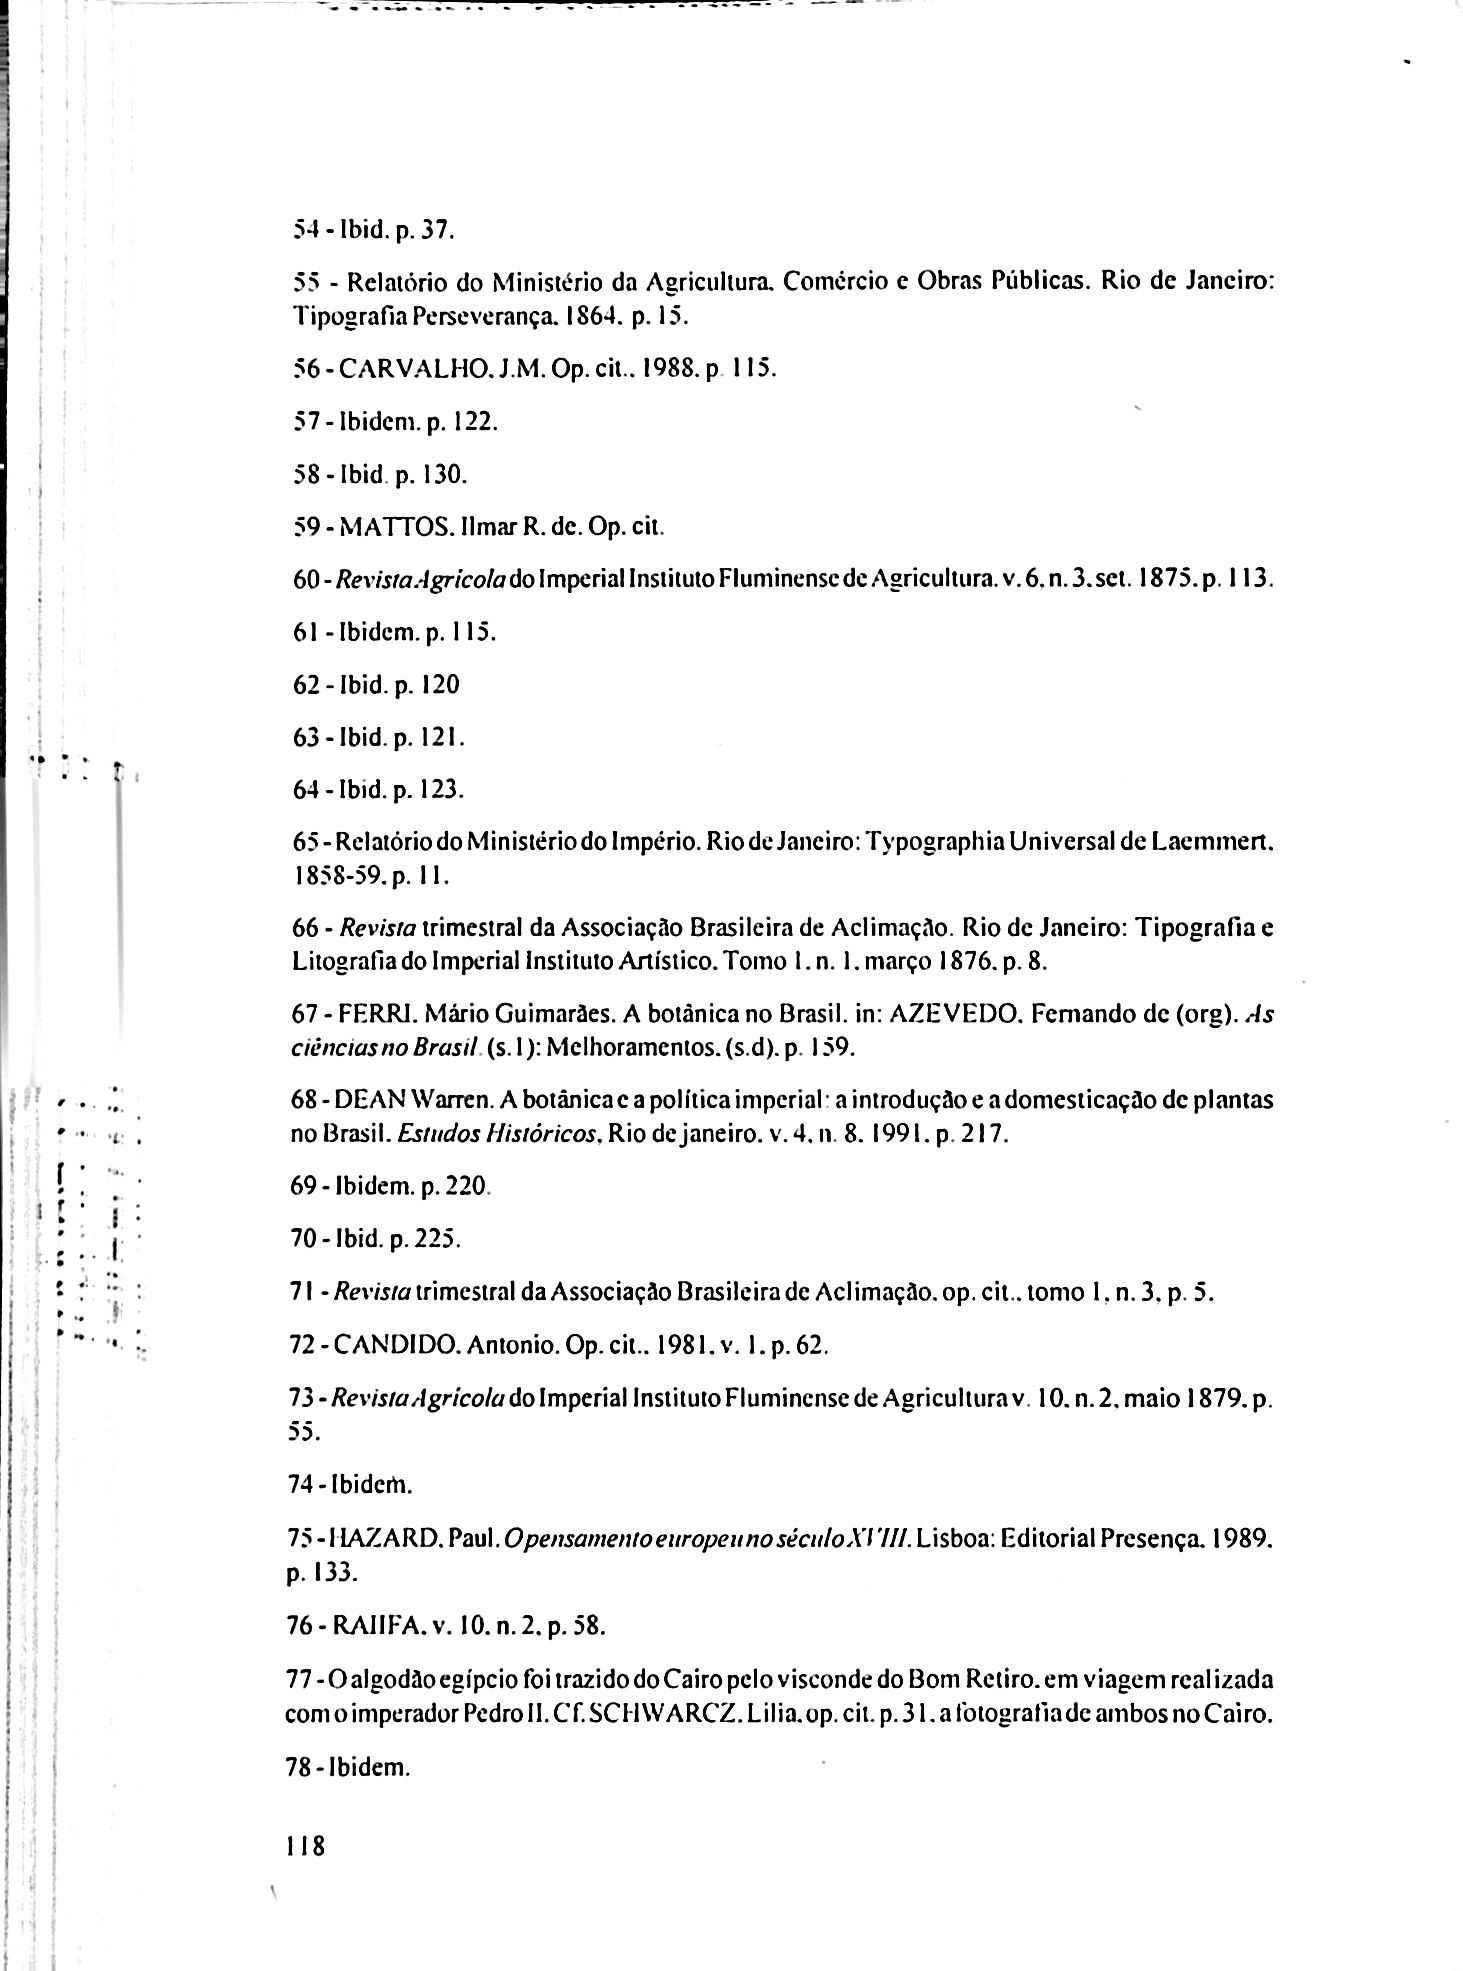 54 - Ibid. p. 37.
55 - Relatório do Ministério da Agricultura, Comércio e Obras Públicas. Rio de Janeiro:
Tipografia Perseverança, 1864, p. 15.
56 - CARVALHO, J.M. Op. cit., 1988, p. 115.
57 - Ibidem, p. 122.
58 - Ibid. p. 130.
59 - MATTOS, Ilmar R. de. Op. cit.
60 - Revista Agrícola do Imperial Instituto Fluminense de Agricultura. v. 6, n. 3, set. 1875, p. 113.
61 - Ibidem. p. 115.
62 - Ibid. p. 120
63 - Ibid. p. 121.
64 - Ibid. p. 123.
65 - Relatório do Ministério do Império. Rio de Janeiro: Typographia Universal de Laemmert,
1858-59, p. 11.
66 - Revista trimestral da Associação Brasileira de Aclimação. Rio de Janeiro: Tipografia e
Litografia do Imperial Instituto Artístico. Tomo 1, n. 1, março 1876, p. 8.
67 - FERRI, Mário Guimarães. A botânica no Brasil. in: AZEVEDO, Fernando de (org). As
ciências no Brasil. (s.l): Melhoramentos, (s.d), p. 159.
68 - DEAN Warren. A botânica e a política imperial: a introdução e a domesticação de plantas
no Brasil. Estudos Históricos, Rio de janeiro, v. 4, n. 8, 1991, p. 217.
69 - Ibidem. p. 220.
70 - Ibid. p. 225.
71 - Revista trimestral da Associação Brasileira de Aclimação, op. cit., tomo 1, n. 3, p. 5.
72 - CANDIDO, Antonio. Op. cit., 1981, v. 1, p. 62.
73 - Revista Agrícola do Imperial Instituto Fluminense de Agricultura v. 10, n. 2, maio 1879, p.
55.
74 - Ibidem.
75 - HAZARD, Paul. O pensamento europeu no século XVIII. Lisboa: Editorial Presença, 1989,
p. 133.
76 - RAIIFA, v. 10, n. 2, p. 58.
77 - O algodão egípcio foi trazido do Cairo pelo visconde do Bom Retiro, em viagem realizada
com o imperador Pedro II. Cf. SCHWARCZ, Lilia, op. cit. p. 31, a fotografia de ambos no Cairo.
78 - Ibidem.
118